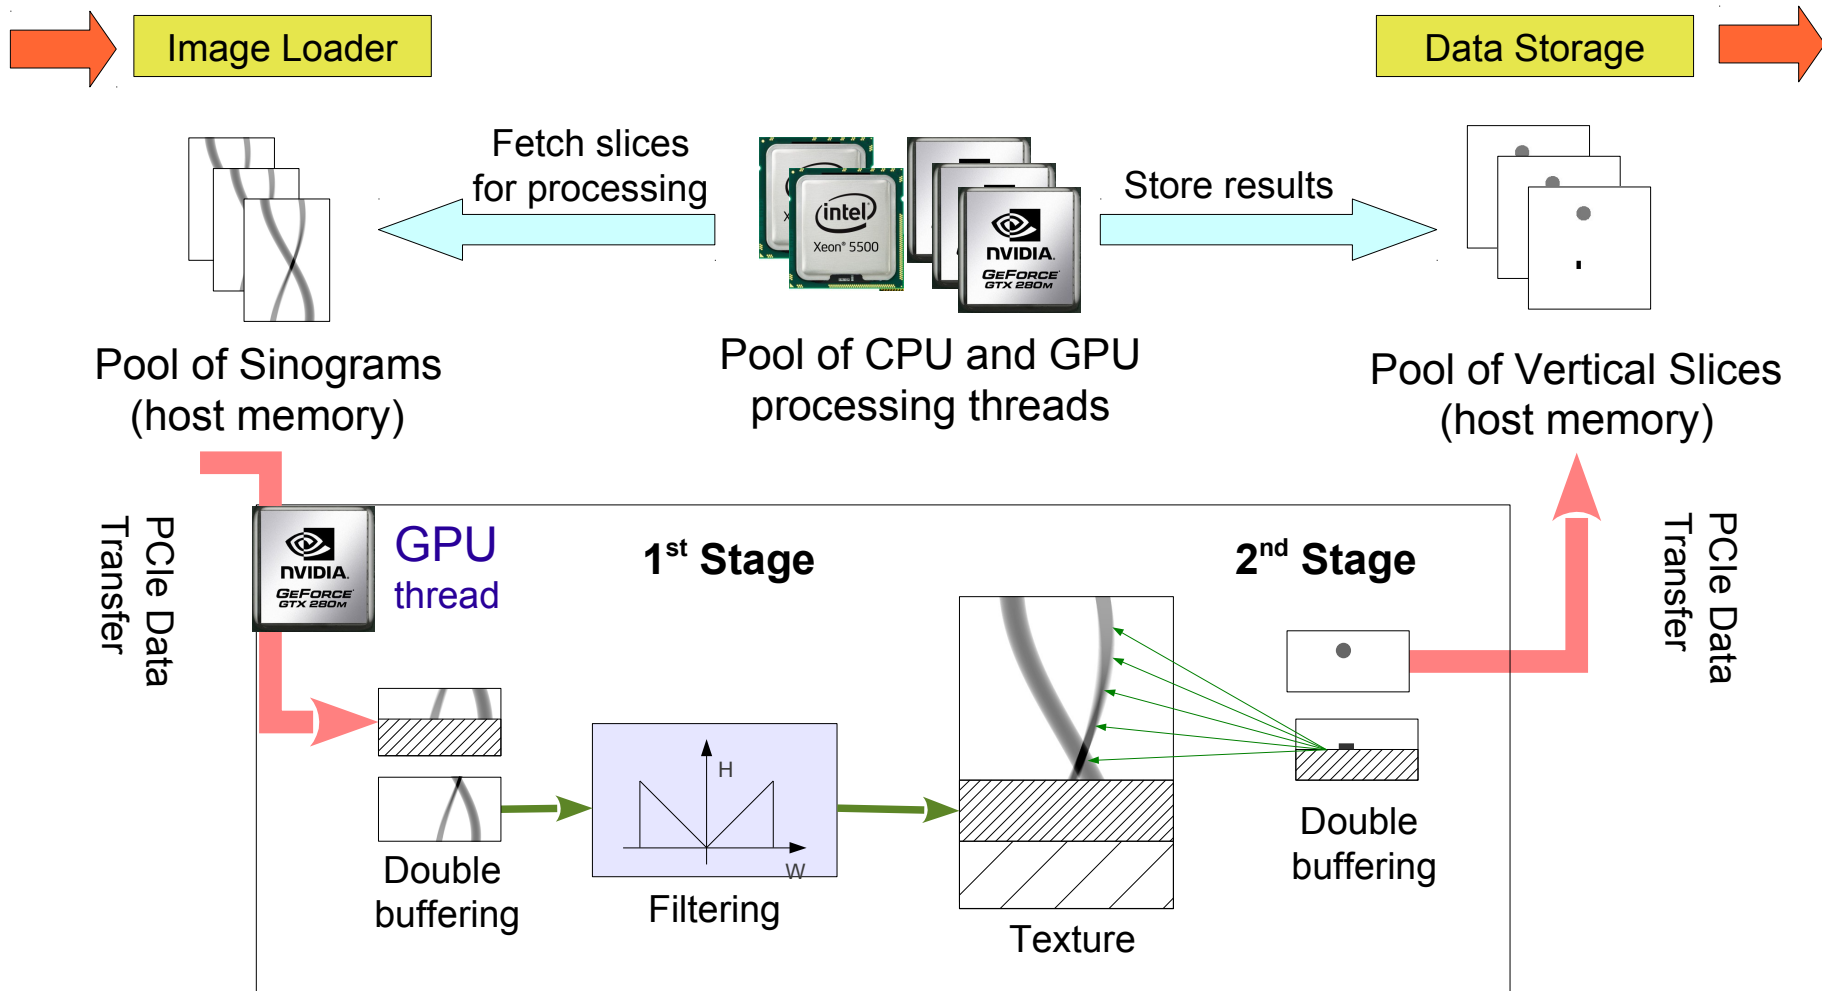 Image Loader
Data Storage
Fetch slices
for processing
Store results
intel
Xeon® 5500
NVIDIA.
GEFORCE
GTX 280M
Pool of Sinograms
(host memory)
Pool of CPU and GPU
processing threads
Pool of Vertical Slices
(host memory)
PCIe Data
Transfer
NVIDIA.
GEFORCE
GTX 280M
GPU
thread
1st Stage
2nd Stage
PCIe Data
Transfer
H
W
Double
buffering
Filtering
Texture
Double
buffering